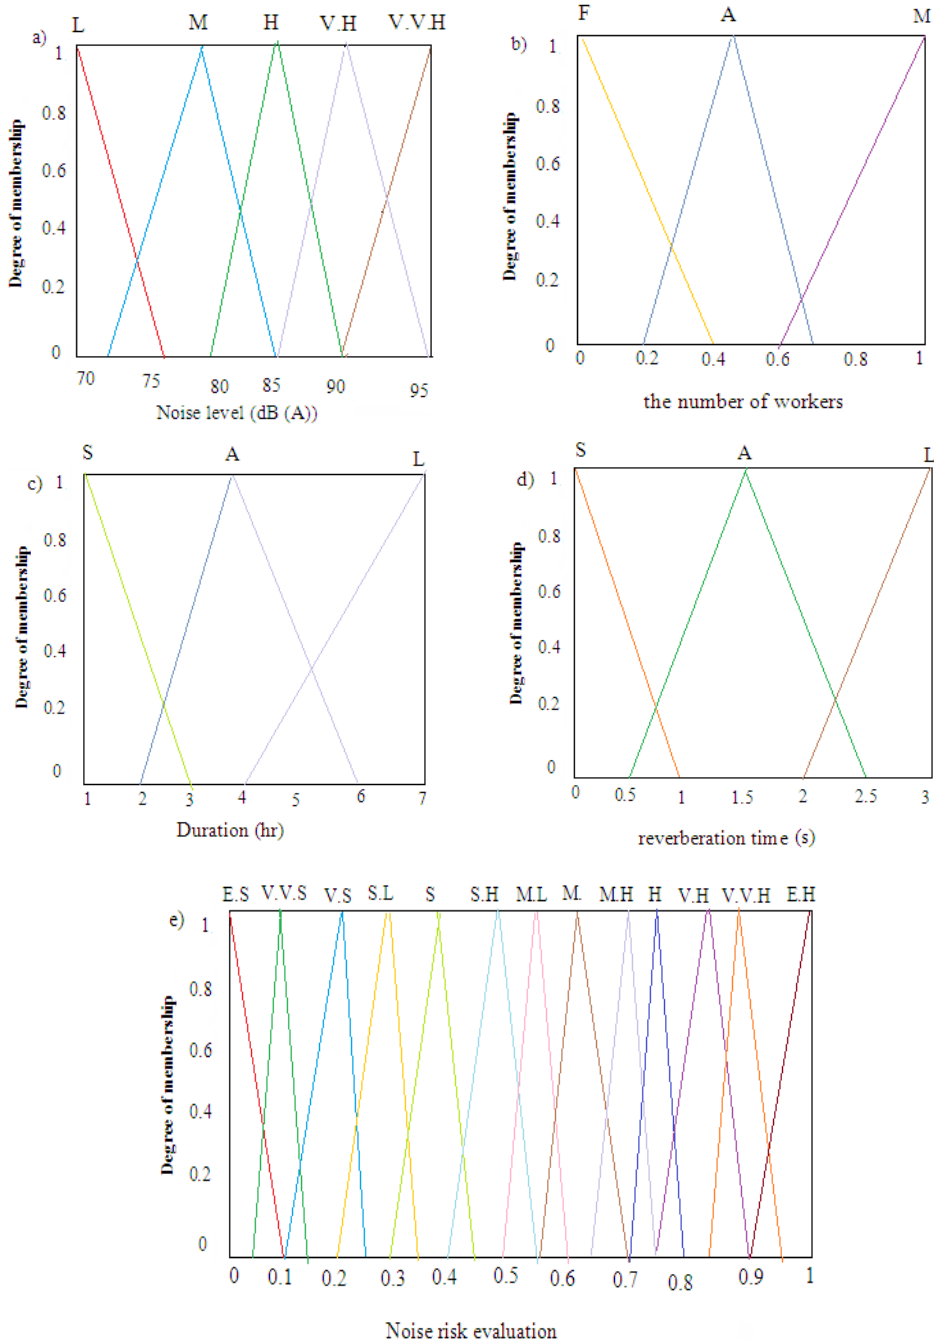 L M H V.H V.V.H
a)
1
0.8
0.6
0.4
0.2
0
Degree of membership
70 75 80 85 90 95
Noise level (dB (A))
F A M
b)
1
0.8
0.6
0.4
0.2
0
Degree of membership
0 0.2 0.4 0.6 0.8 1
the number of workers
S A L
c)
1
0.8
0.6
0.4
0.2
0
Degree of membership
1 2 3 4 5 6 7
Duration (hr)
S A L
d)
1
0.8
0.6
0.4
0.2
0
Degree of membership
0 0.5 1 1.5 2 2.5 3
reverberation time (s)
E.S V.V.S V.S S.L S S.H M.L M. M.H H V.H V.V.H E.H
e)
1
0.8
0.6
0.4
0.2
0
Degree of membership
0 0.1 0.2 0.3 0.4 0.5 0.6 0.7 0.8 0.9 1
Noise risk evaluation